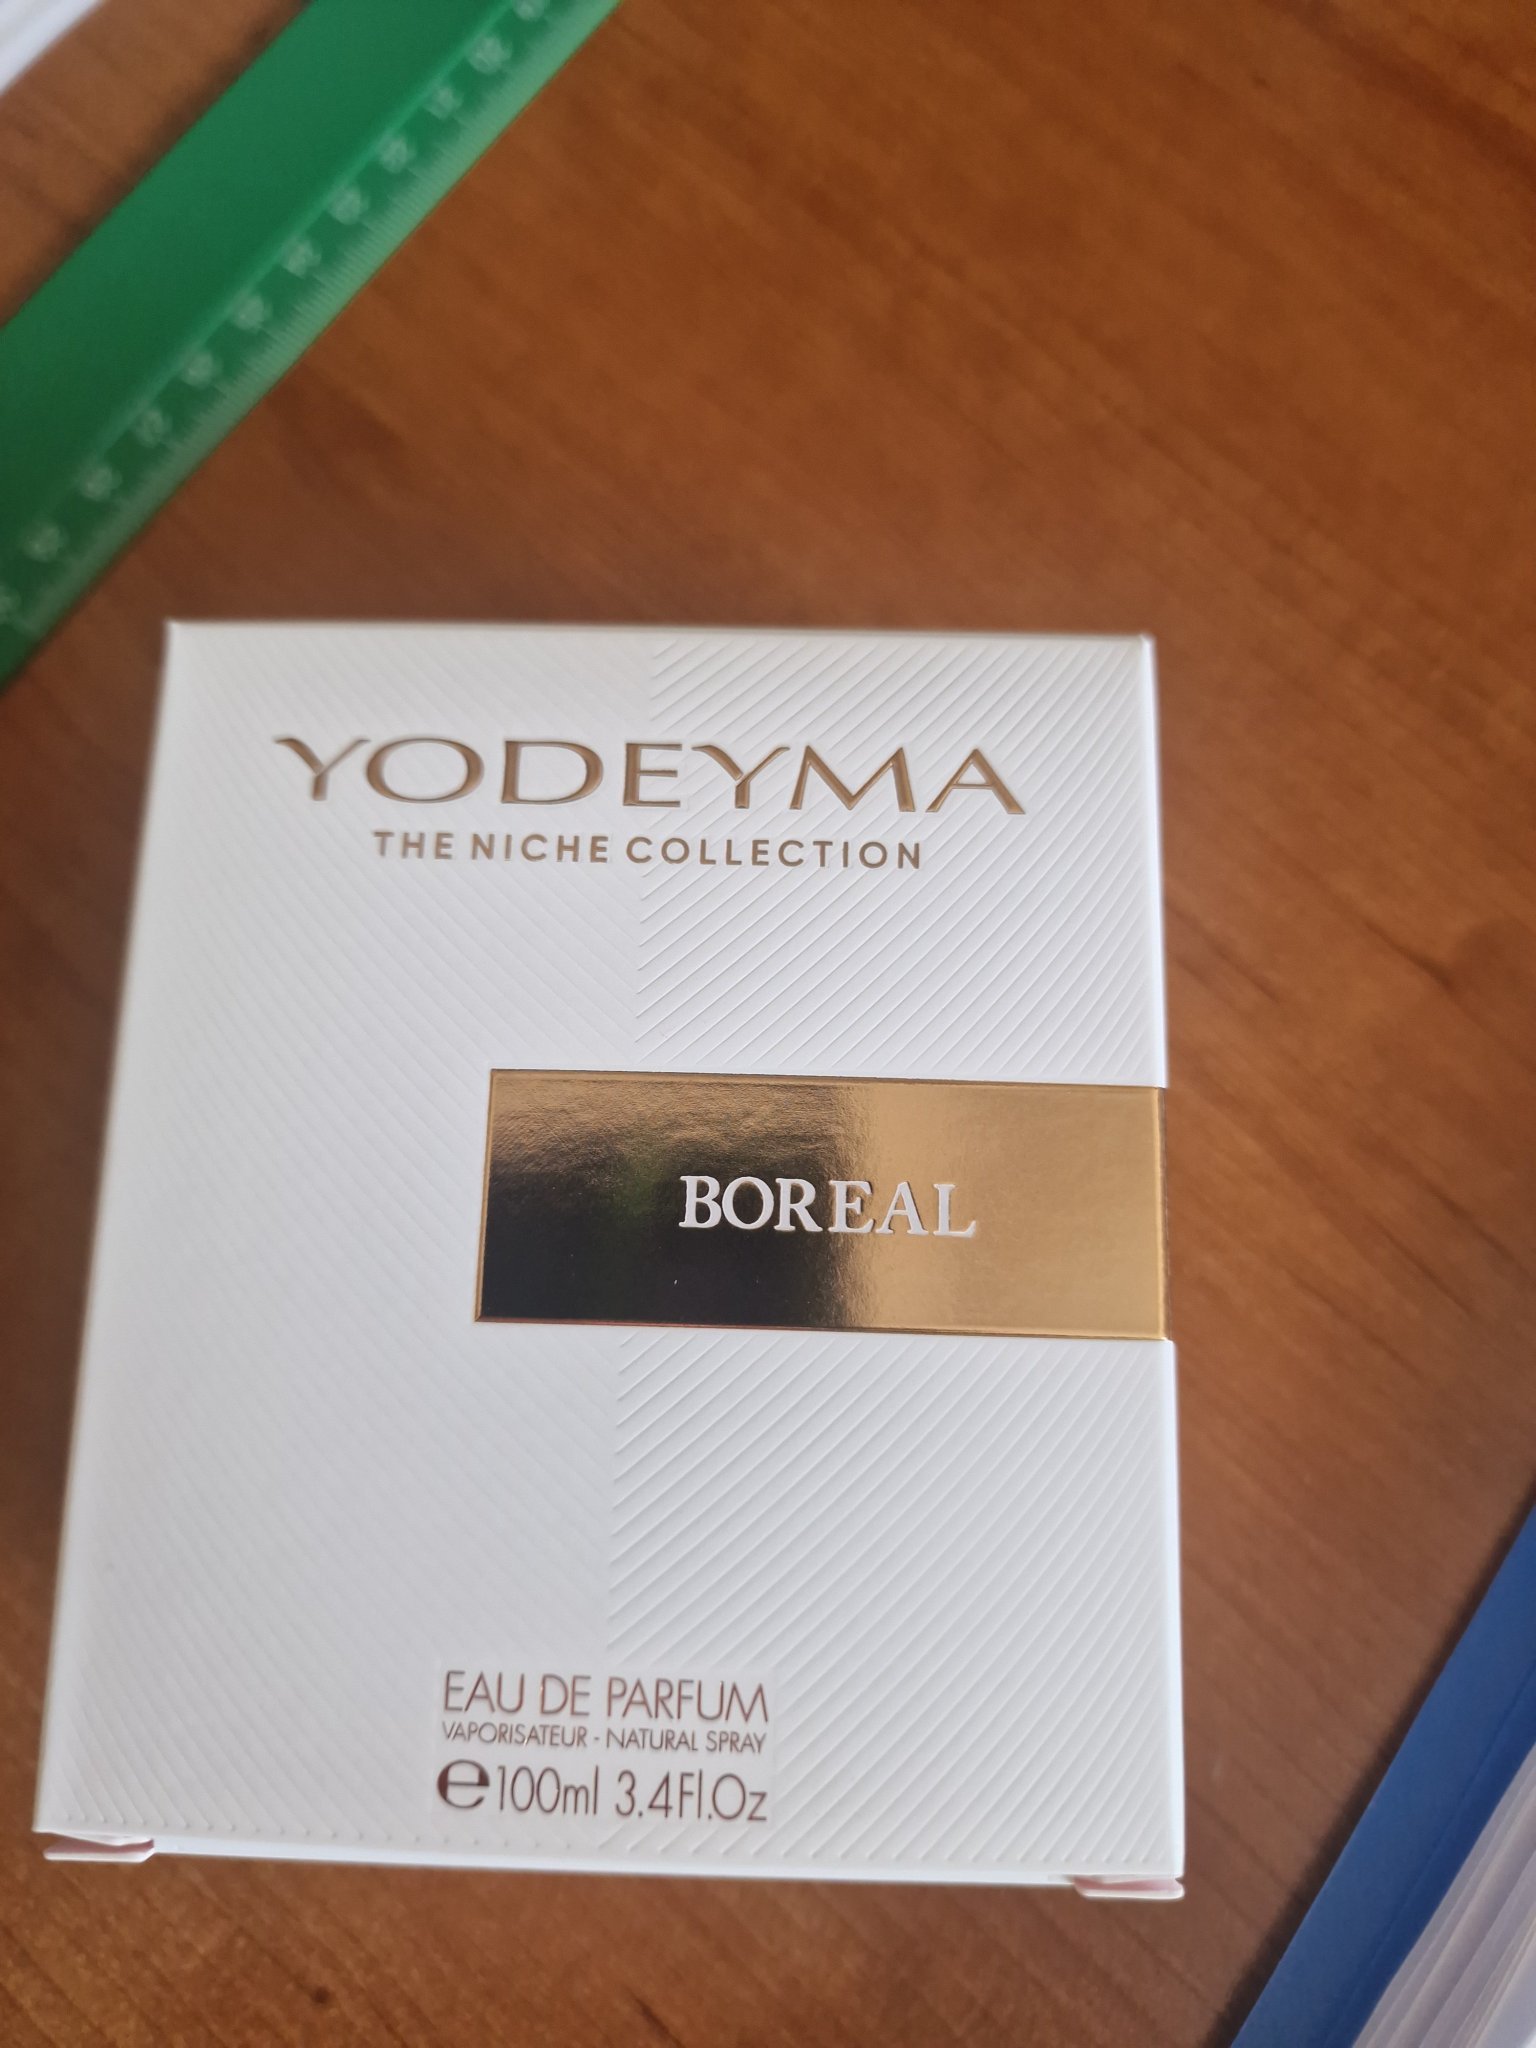 YODEYMA
THE NICHE COLLECTION
BOREAL
EAU DE PARFUM
VAPORISATEUR - NATURAL SPRAY
℮100ml 3.4Fl.Oz